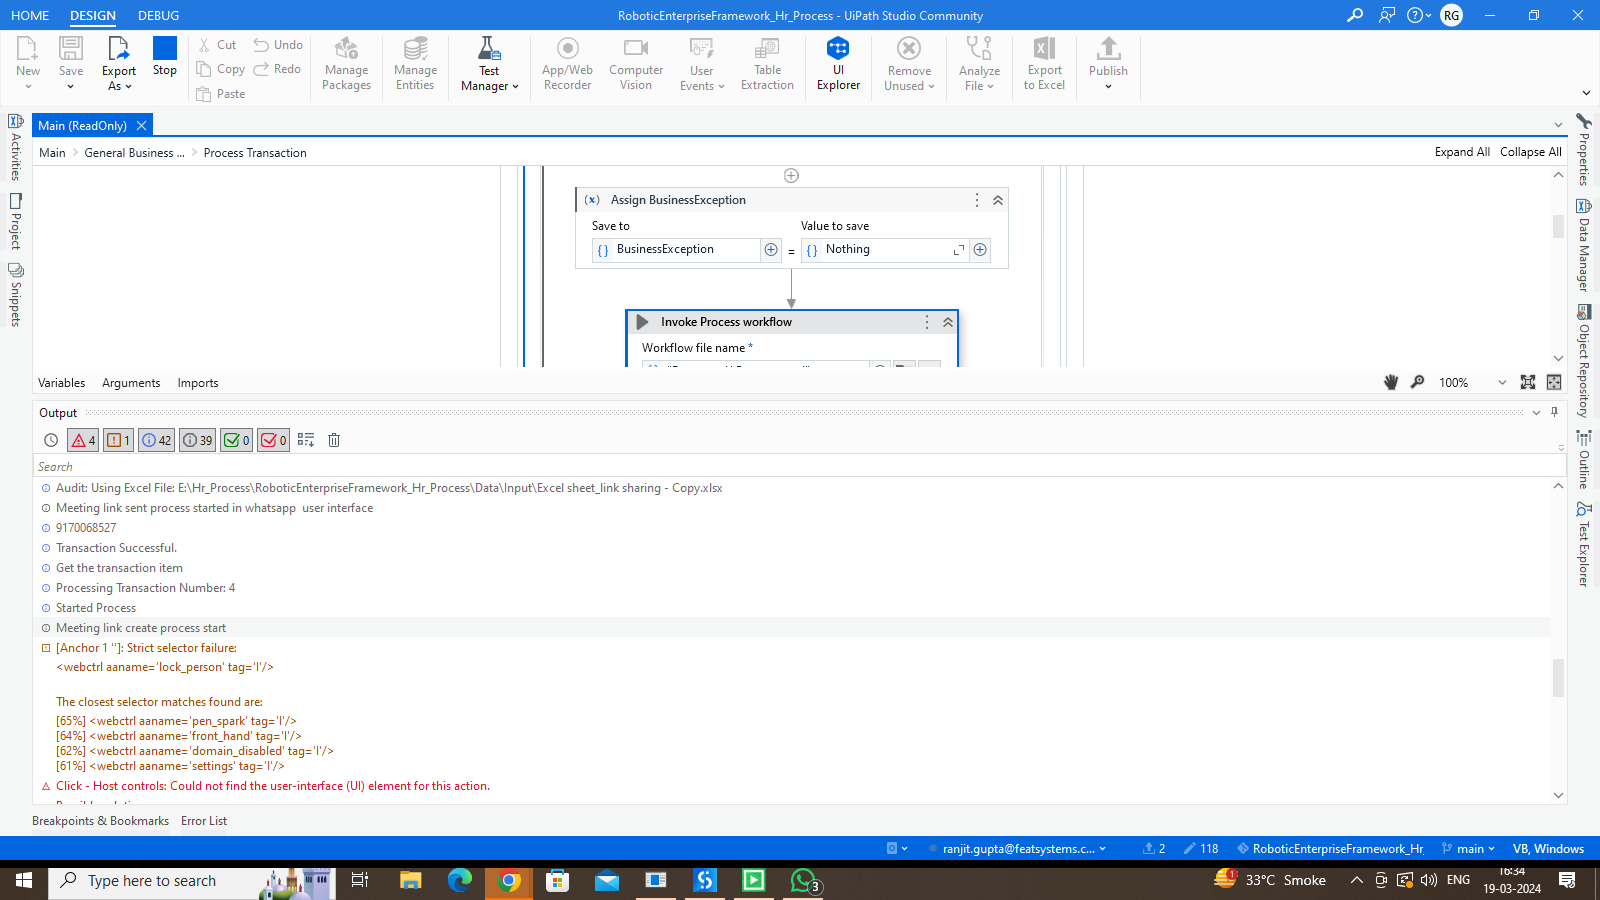 HOME DESIGN DEBUG
RoboticEnterpriseFramework_Hr_Process - UiPath Studio Community
RG
New
Save
Export As
Stop
Cut
Copy
Paste
Undo
Redo
Manage Packages
Manage Entities
Test Manager
App/Web Recorder
Computer Vision
User Events
Table Extraction
UI Explorer
Remove Unused
Analyze File
Export to Excel
Publish
Activities
Project
Snippets
Main (ReadOnly)
Main > General Business ... > Process Transaction
Expand All Collapse All
Assign BusinessException
Save to Value to save
BusinessException = Nothing
Invoke Process workflow
Workflow file name *
Variables Arguments Imports
100%
Properties
Data Manager
Object Repository
Outline
Test Explorer
Output
4 1 42 39 0 0
Search
Audit: Using Excel File: E:\Hr_Process\RoboticEnterpriseFramework_Hr_Process\Data\Input\Excel sheet_link sharing - Copy.xlsx
Meeting link sent process started in whatsapp  user interface
9170068527
Transaction Successful.
Get the transaction item
Processing Transaction Number: 4
Started Process
Meeting link create process start
[Anchor 1 '']: Strict selector failure:
<webctrl aaname='lock_person' tag='I'/>
The closest selector matches found are:
[65%] <webctrl aaname='pen_spark' tag='I'/>
[64%] <webctrl aaname='front_hand' tag='I'/>
[62%] <webctrl aaname='domain_disabled' tag='I'/>
[61%] <webctrl aaname='settings' tag='I'/>
Click - Host controls: Could not find the user-interface (UI) element for this action.
Breakpoints & Bookmarks Error List
ranjit.gupta@featsystems.c... 2 118 RoboticEnterpriseFramework_Hr_ main VB, Windows
Type here to search
3
1
33°C Smoke
ENG
16:34
19-03-2024